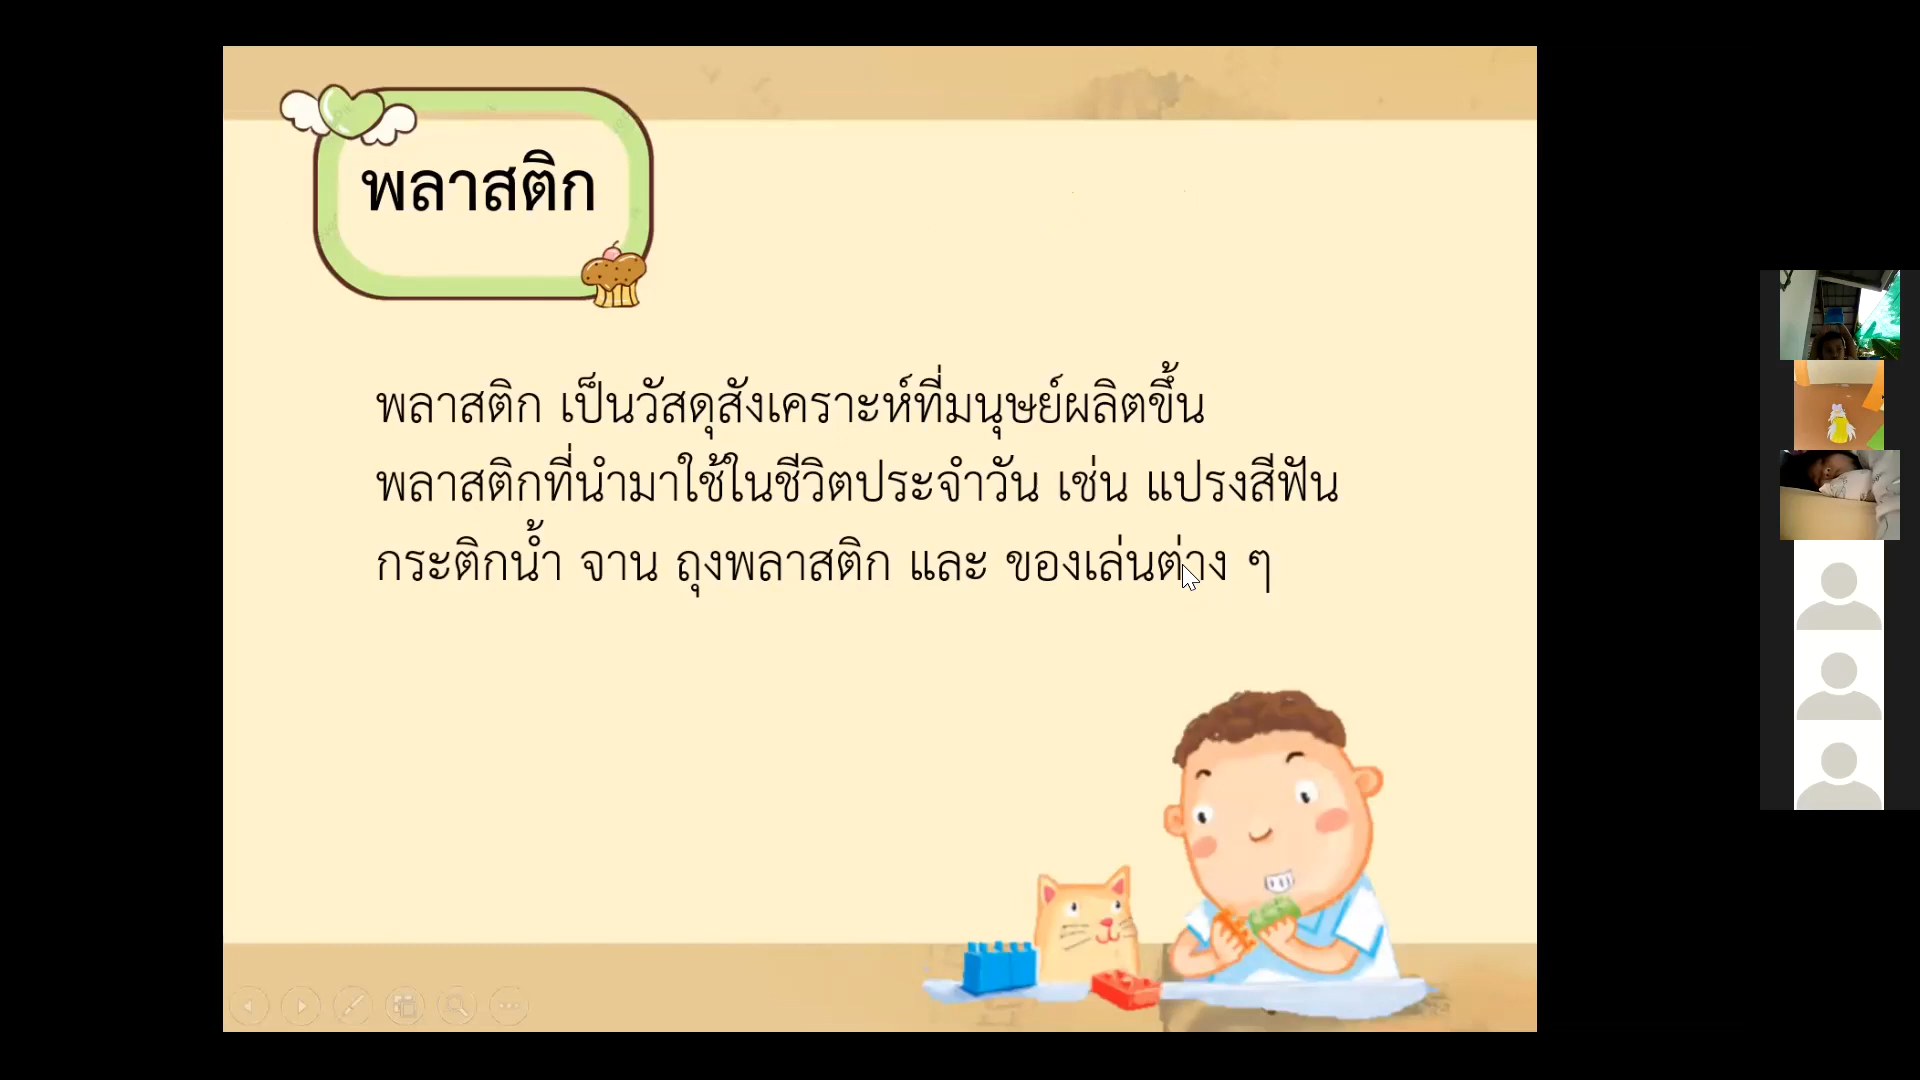 พลาสติก
พลาสติก เป็นวัสดุสังเคราะห์ที่มนุษย์ผลิตขึ้น
พลาสติกที่นำมาใช้ในชีวิตประจำวัน เช่น แปรงสีฟัน
กระติกน้ำ จาน ถุงพลาสติก และ ของเล่นต่าง ๆ